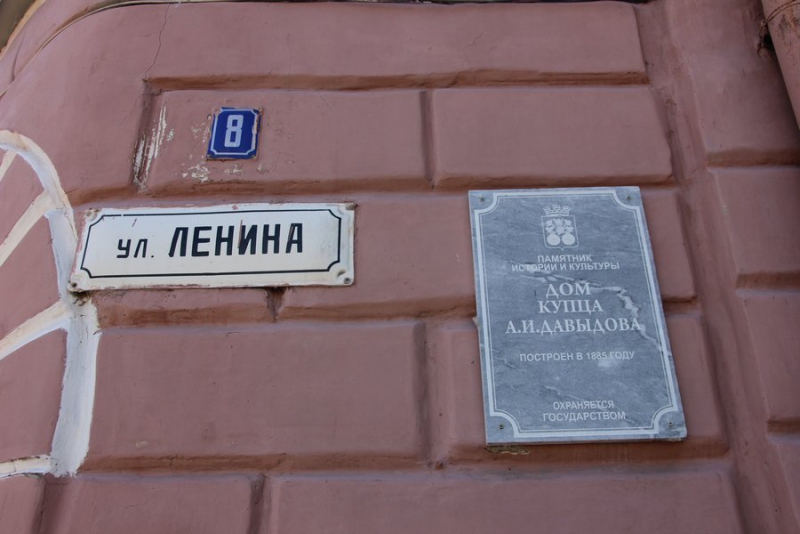 8
ул. ЛЕНИНА
ПАМЯТНИК
ИСТОРИИ И КУЛЬТУРЫ
ДОМ
КУПЦА
А.И.ДАВЫДОВА
ПОСТРОЕН В 1885 ГОДУ
ОХРАНЯЕТСЯ
ГОСУДАРСТВОМ